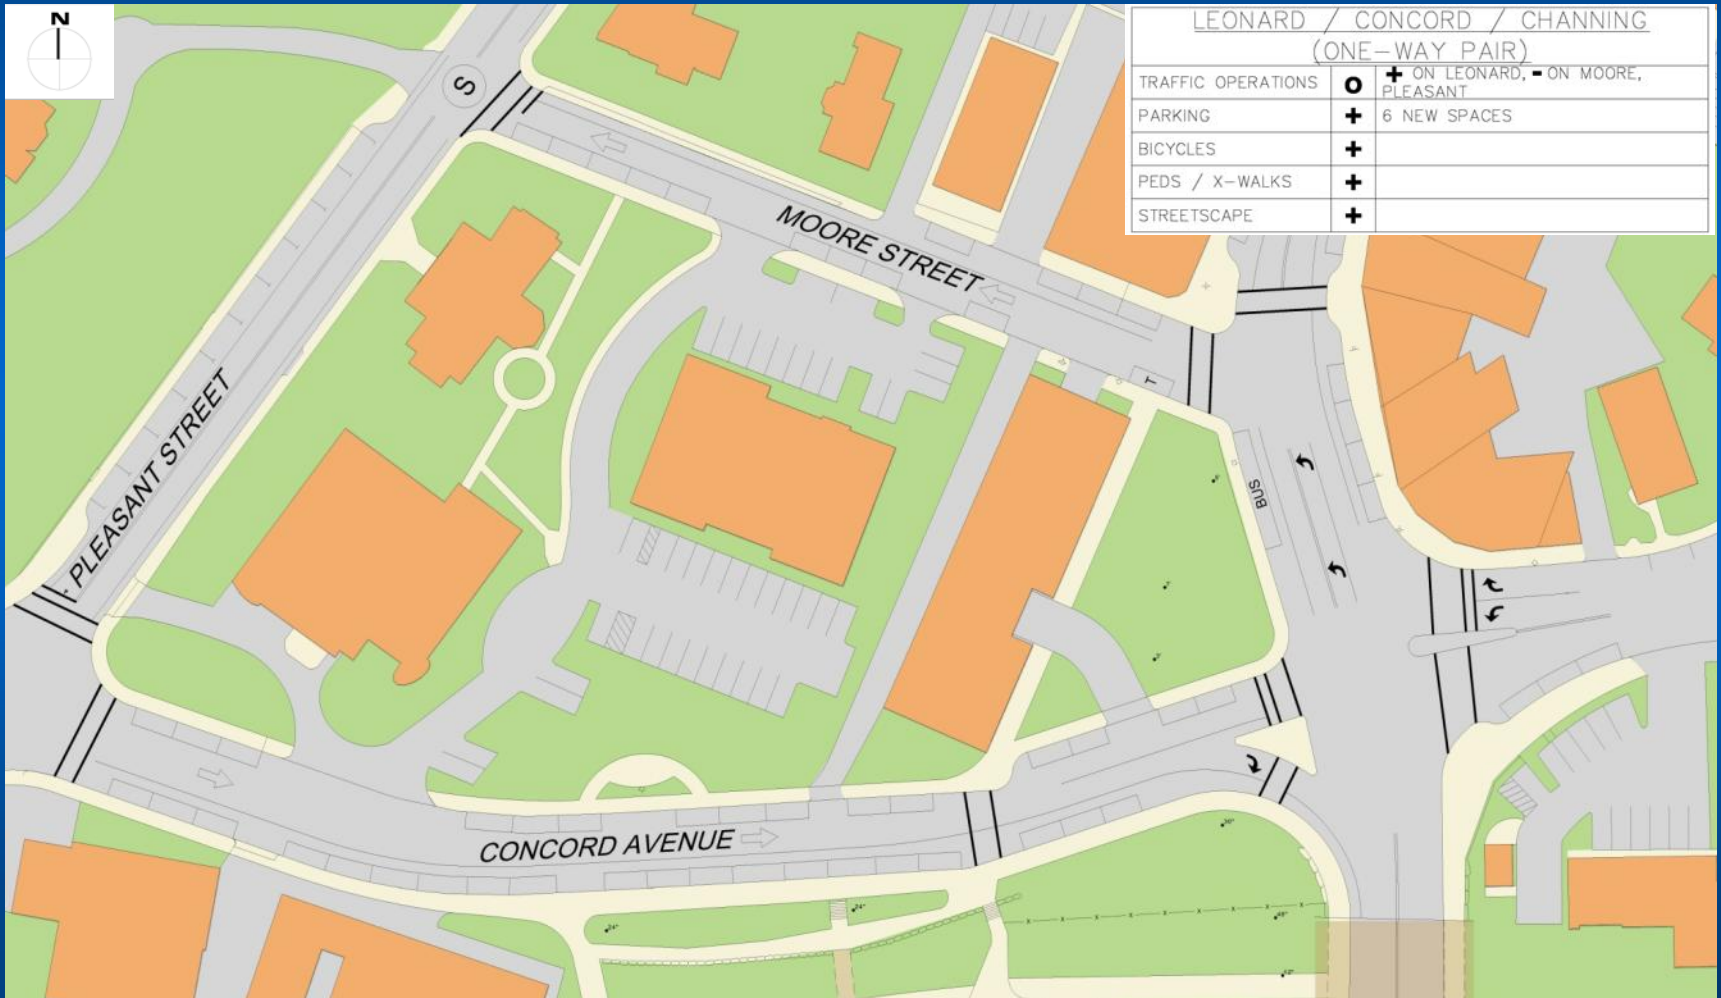 N
LEONARD / CONCORD / CHANNING
(ONE-WAY PAIR)
TRAFFIC OPERATIONS O + ON LEONARD, - ON MOORE, PLEASANT
PARKING + 6 NEW SPACES
BICYCLES +
PEDS / X-WALKS +
STREETSCAPE +
S
MOORE STREET
T
PLEASANT STREET
BUS
CONCORD AVENUE